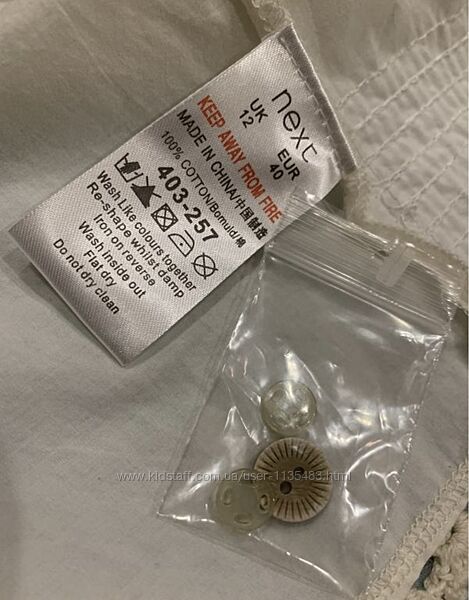 next
UK EUR
12 40
KEEP AWAY FROM FIRE
MADE IN CHINA/中国制造
100% COTTON/Bomuld/棉
403-257
Wash Like colours together
Re-shape whilst damp
Iron on reverse
Wash inside out
Flat dry
Do not dry clean
www.kidstaff.com.ua/user-1135483.html